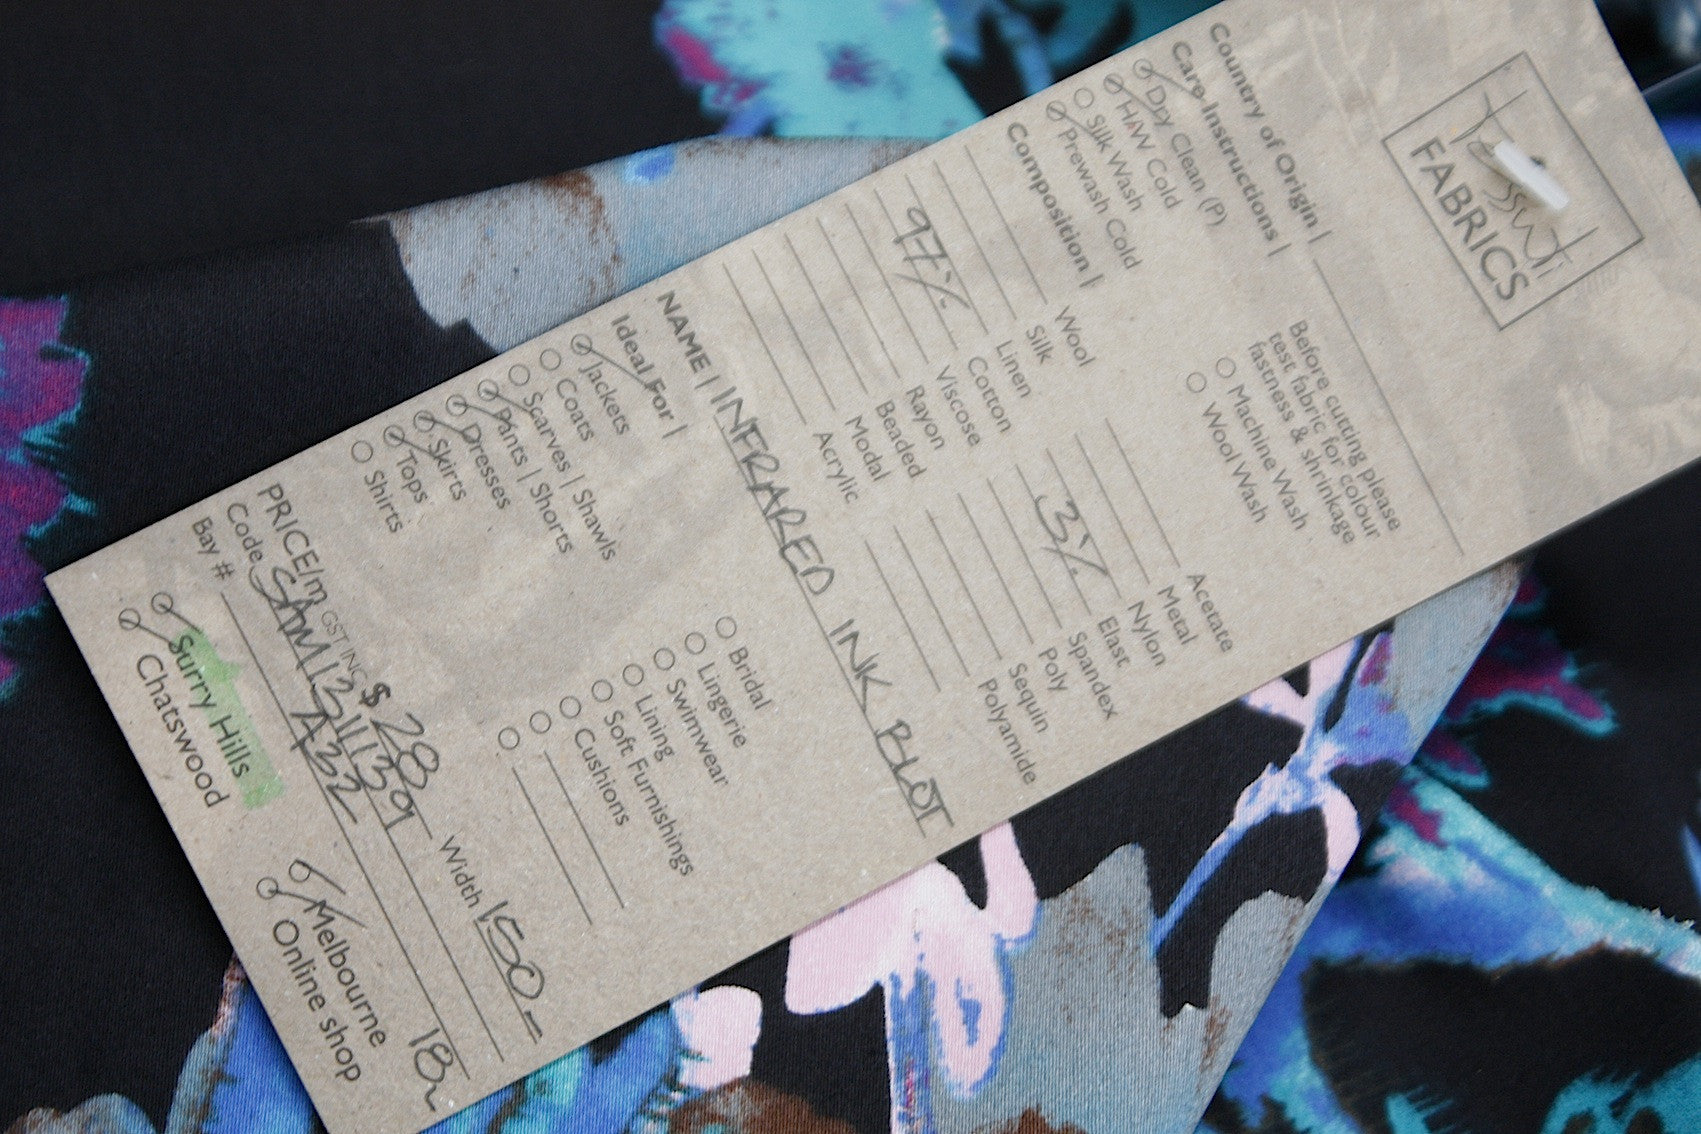 Tessuti
FABRICS
Country of Origin |
Care Instructions |
Dry Clean (P)
H/W Cold
Silk Wash
Prewash Cold
Before cutting please
test fabric for colour
fastness & shrinkage
Machine Wash
Wool Wash
Composition |
Wool
Silk
Linen
97% Cotton
Viscose
Rayon
Beaded
Modal
Acrylic
Acetate
Metal
Nylon
Elast
3% Spandex
Poly
Sequin
Polyamide
NAME | INFRARED INK BLOT
Ideal For |
Jackets
Coats
Scarves | Shawls
Pants | Shorts
Dresses
Skirts
Tops
Shirts
Bridal
Lingerie
Swimwear
Lining
Soft Furnishings
Cushions
PRICE/m GST INC $ 28 Width 150
Code SAM12311139
Bay # A322 18m
Surry Hills
Chatswood
Melbourne
Online shop